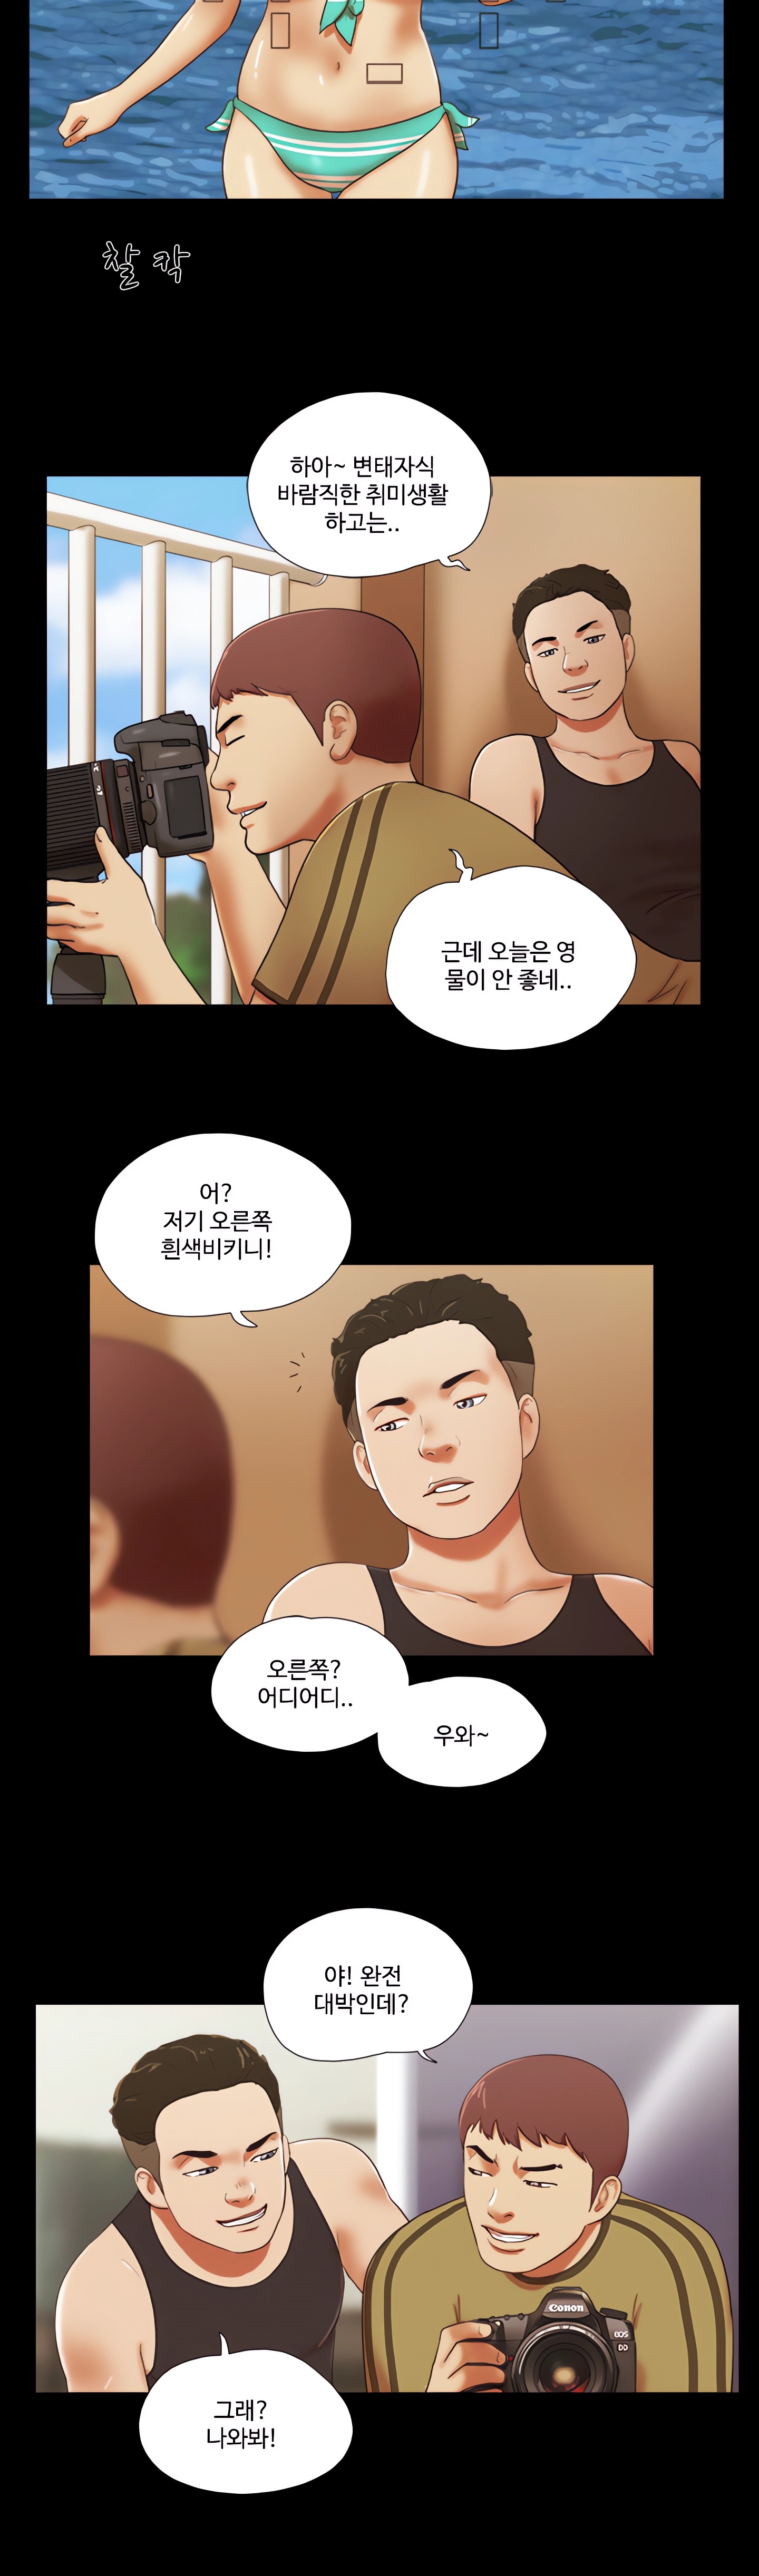 찰칵
하아~ 변태자식
바람직한 취미생활
하고는..
근데 오늘은 영
물이 안 좋네..
어?
저기 오른쪽
흰색비키니!
오른쪽?
어디어디..
우와~
야! 완전
대박인데?
Conon
EOS
DD
그래?
나와봐!